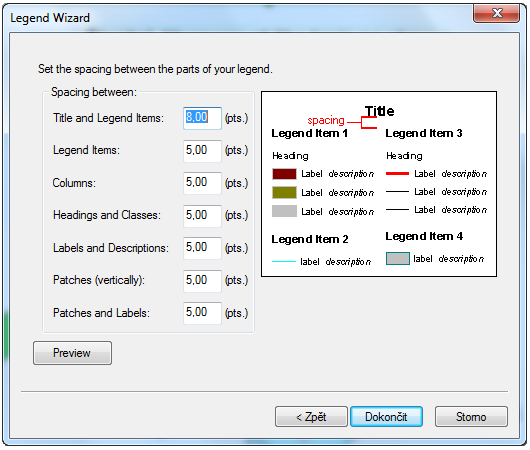 Legend Wizard
Set the spacing between the parts of your legend.
Spacing between:
Title and Legend Items: 8,00 (pts.)
Legend Items: 5,00 (pts.)
Columns: 5,00 (pts.)
Headings and Classes: 5,00 (pts.)
Labels and Descriptions: 5,00 (pts.)
Patches (vertically): 5,00 (pts.)
Patches and Labels: 5,00 (pts.)
Title
spacing
Legend Item 1 Legend Item 3
Heading Heading
Label description Label description
Label description Label description
Label description Label description
Legend Item 2 Legend Item 4
label description label description
Preview
< Zpět Dokončit Storno